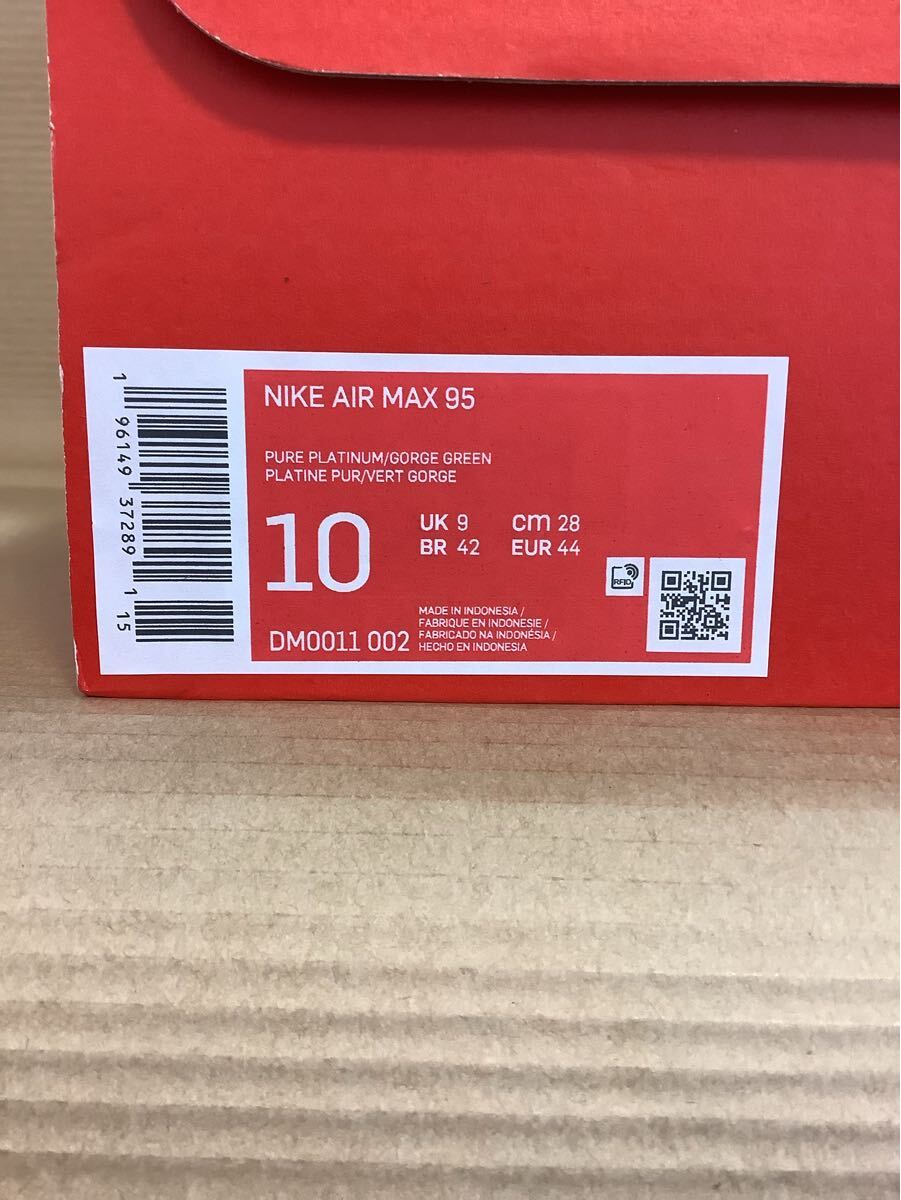 1 96149 37289 1 15
NIKE AIR MAX 95
PURE PLATINUM/GORGE GREEN
PLATINE PUR/VERT GORGE
10
UK 9 cm 28
BR 42 EUR 44
RFID
DM0011 002
MADE IN INDONESIA /
FABRIQUE EN INDONESIE /
FABRICADO NA INDONÉSIA /
HECHO EN INDONESIA